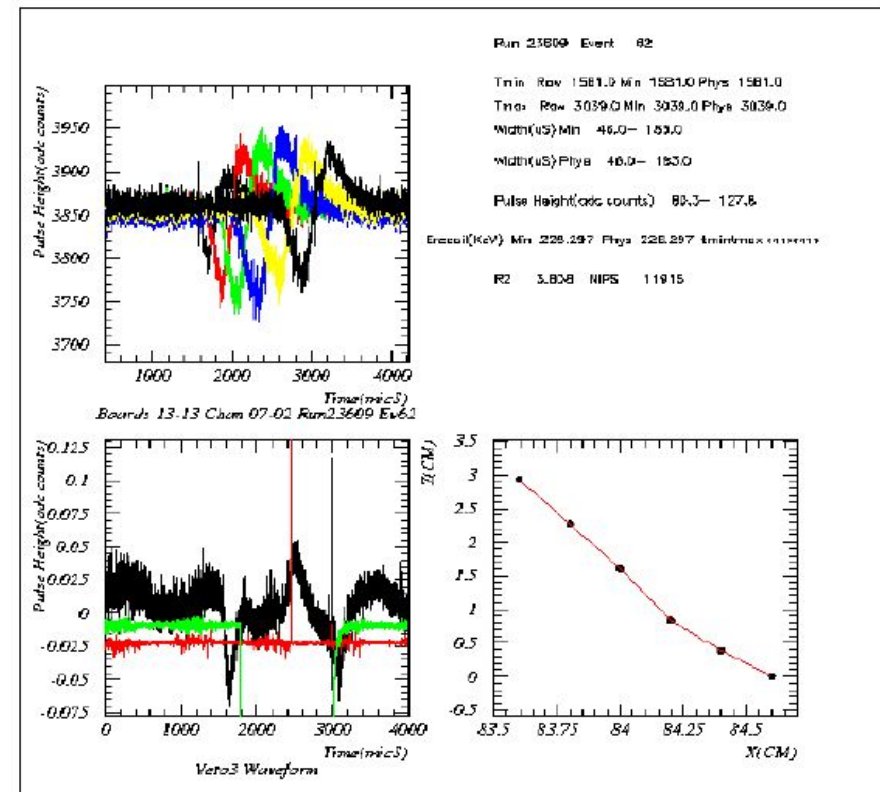 Run 23609 Event 62
Tmin Raw 1581.0 Min 1581.0 Phys 1581.0
Tmax Raw 3039.0 Min 3039.0 Phys 3039.0
Width(uS) Min 46.0- 183.0
Width(uS) Phys 46.0- 183.0
Pulse Height(adc counts) 80.3- 127.8
Min 228.297 Phys 228.297
R2 3.808 NIPS 11915
Pulse Height(adc counts)
3950
3900
3850
3800
3750
3700
1000 2000 3000 4000
Time(micS)
Boards 13-13 Chan 07-02 Run23609 Ev62
Pulse Height(adc counts)
0.125
0.1
0.075
0.05
0.025
0
-0.025
-0.05
-0.075
0 1000 2000 3000 4000
Time(micS)
Veto3 Waveform
Z(CM)
3.5
3
2.5
2
1.5
1
0.5
0
-0.5
83.5 83.75 84 84.25 84.5
X(CM)